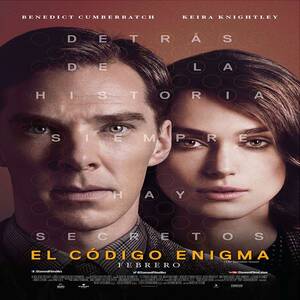 BENEDICT CUMBERBATCH KEIRA KNIGHTLEY
DETRÁS
DE LA
HISTORIA
SIEMPRE
HAY
SECRETOS
EL CÓDIGO ENIGMA
FEBRERO